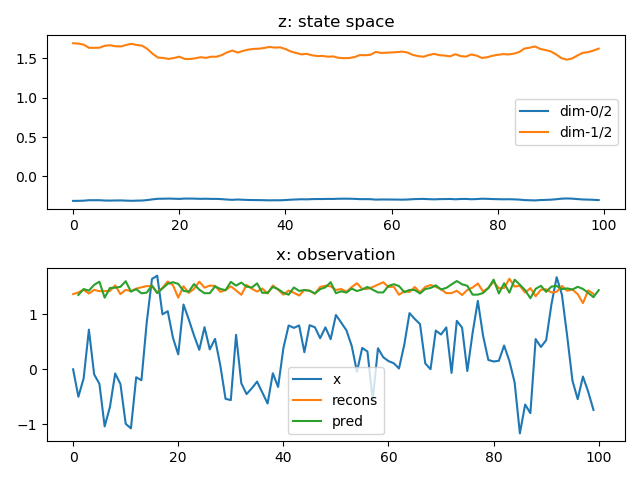 z: state space
1.5
1.0
0.5
0.0
dim-0/2
dim-1/2
0 20 40 60 80 100
x: observation
1
0
−1
x
recons
pred
0 20 40 60 80 100